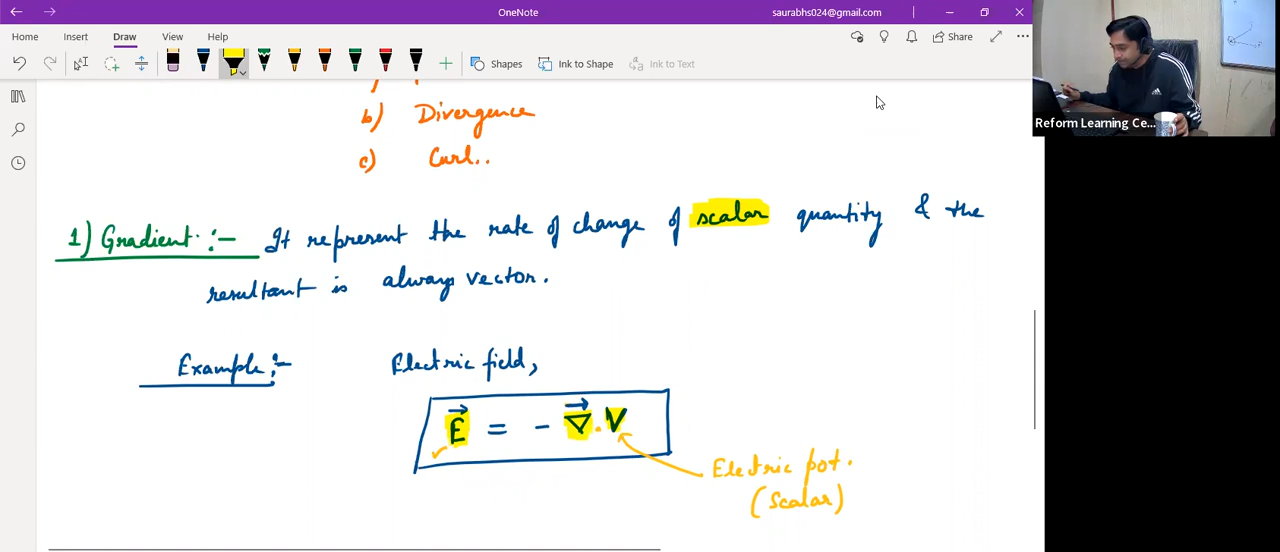 OneNote
saurabhs024@gmail.com
Home Insert Draw View Help
Share
Shapes Ink to Shape Ink to Text
Reform Learning Ce...
b) Divergence
c) Curl..
1) Gradient :- It represent the rate of change of scalar quantity & the
resultant is always vector.
Example :- Electric field,
E⃗ = - ∇⃗ . V
Electric pot.
(Scalar)